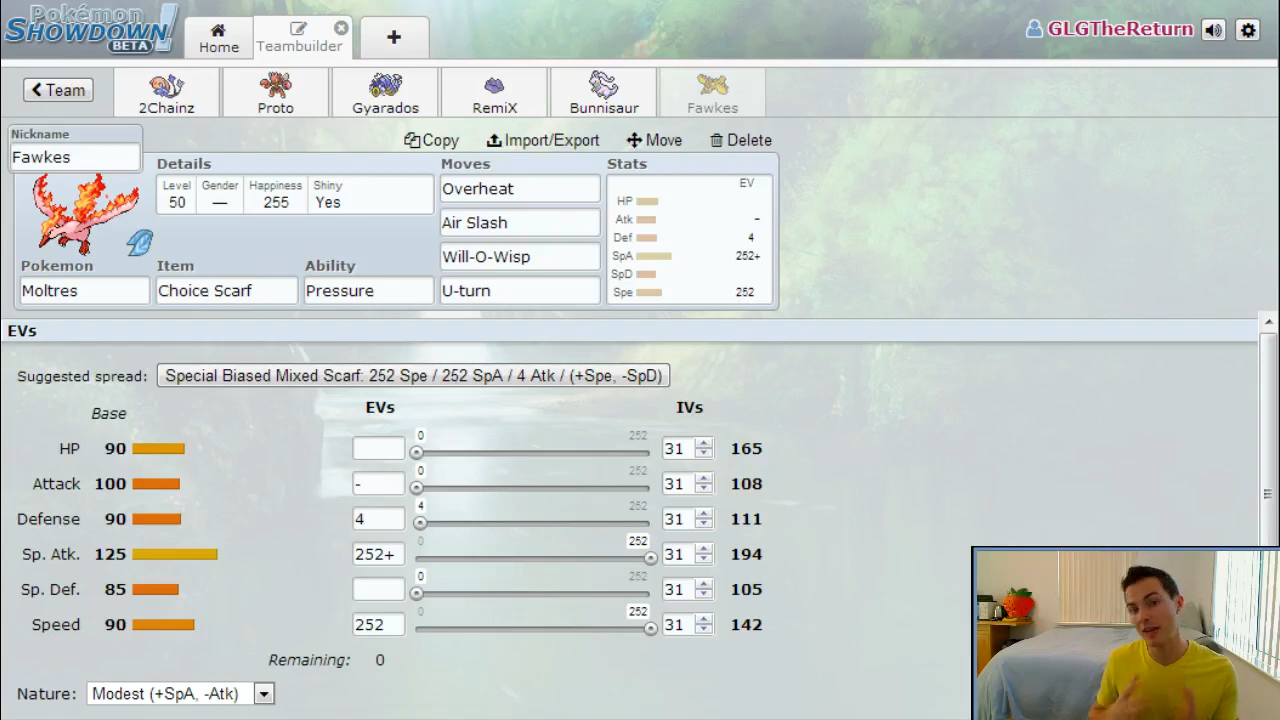 Pokémon
SHOWDOWN!
BETA
Home
Teambuilder
+
GLGTheReturn
Team
2Chainz
Proto
Gyarados
RemiX
Bunnisaur
Fawkes
Nickname
Fawkes
Copy
Import/Export
Move
Delete
Details
Level
50
Gender
—
Happiness
255
Shiny
Yes
Pokemon
Moltres
Item
Choice Scarf
Ability
Pressure
Moves
Overheat
Air Slash
Will-O-Wisp
U-turn
Stats
EV
HP
Atk -
Def 4
SpA 252+
SpD
Spe 252
EVs
Suggested spread: Special Biased Mixed Scarf: 252 Spe / 252 SpA / 4 Atk / (+Spe, -SpD)
Base EVs IVs
HP 90 0 252 31 165
Attack 100 - 0 252 31 108
Defense 90 4 4 252 31 111
Sp. Atk. 125 252+ 0 252 31 194
Sp. Def. 85 0 252 31 105
Speed 90 252 0 252 31 142
Remaining: 0
Nature: Modest (+SpA, -Atk)